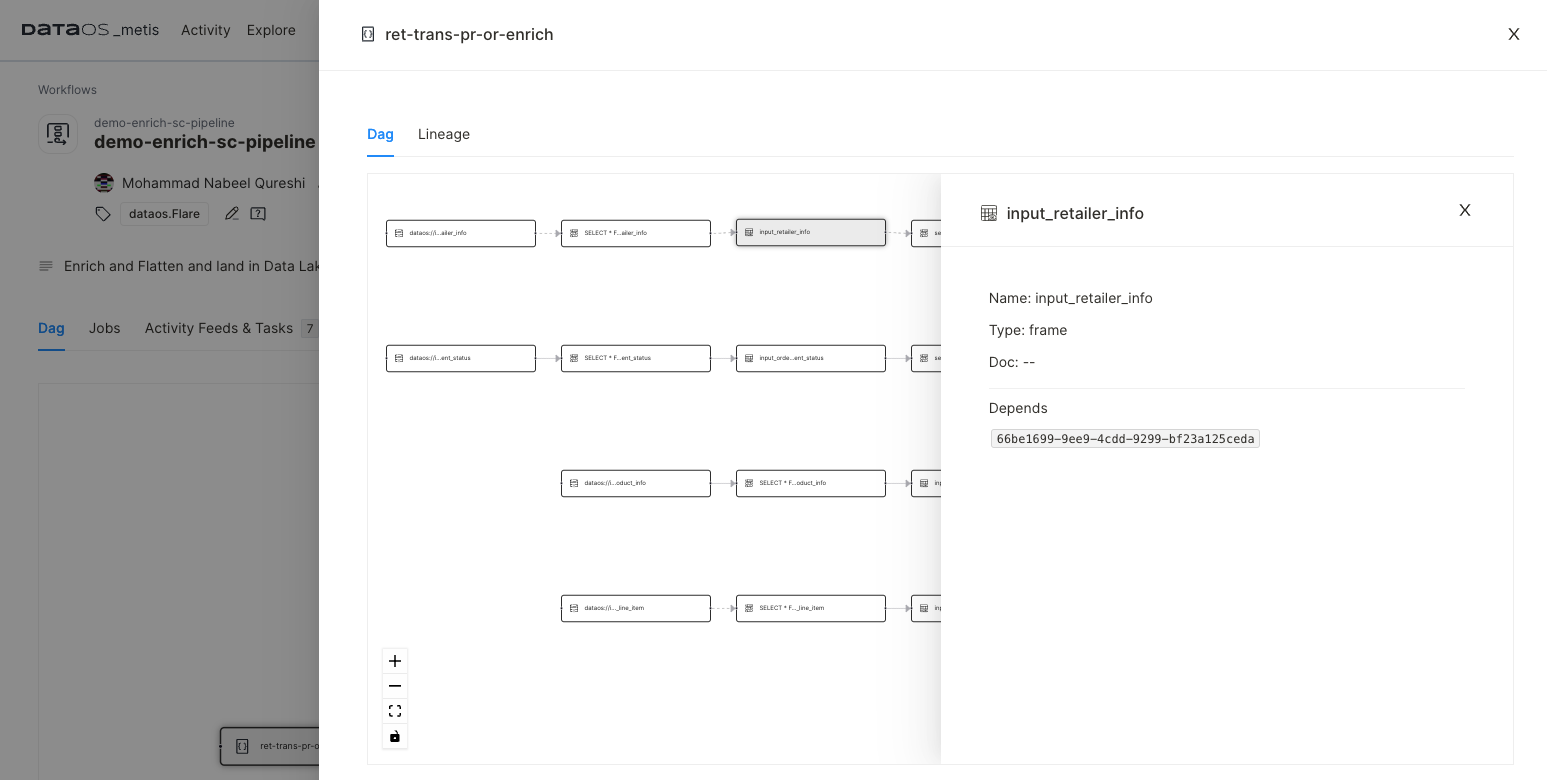 DATAOS _metis Activity Explore
Workflows
demo-enrich-sc-pipeline
demo-enrich-sc-pipeline
Mohammad Nabeel Qureshi
dataos.Flare
Enrich and Flatten and land in Data Lak
Dag Jobs Activity Feeds & Tasks 7
ret-trans-pr-o
ret-trans-pr-or-enrich X
Dag Lineage
dataos://i...ailer_info SELECT * F...ailer_info input_retailer_info se
dataos://i...ent_status SELECT * F...ent_status input_orde...ent_status se
dataos://i...oduct_info SELECT * F...oduct_info inp
dataos://i..._line_item SELECT * F..._line_item inp
input_retailer_info X
Name: input_retailer_info
Type: frame
Doc: --
Depends
66be1699-9ee9-4cdd-9299-bf23a125ceda